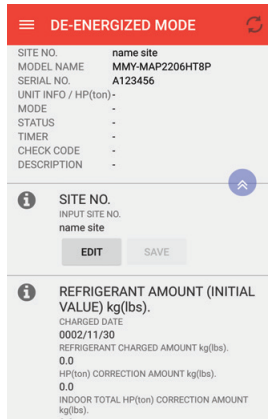 DE-ENERGIZED MODE
SITE NO. name site
MODEL NAME MMY-MAP2206HT8P
SERIAL NO. A123456
UNIT INFO / HP(ton) -
MODE -
STATUS -
TIMER -
CHECK CODE -
DESCRIPTION -
SITE NO.
INPUT SITE NO.
name site
EDIT SAVE
REFRIGERANT AMOUNT (INITIAL
VALUE) kg(lbs).
CHARGED DATE
0002/11/30
REFRIGERANT CHARGED AMOUNT kg(lbs).
0.0
HP(ton) CORRECTION AMOUNT kg(lbs).
0.0
INDOOR TOTAL HP(ton) CORRECTION AMOUNT
kg(lbs).